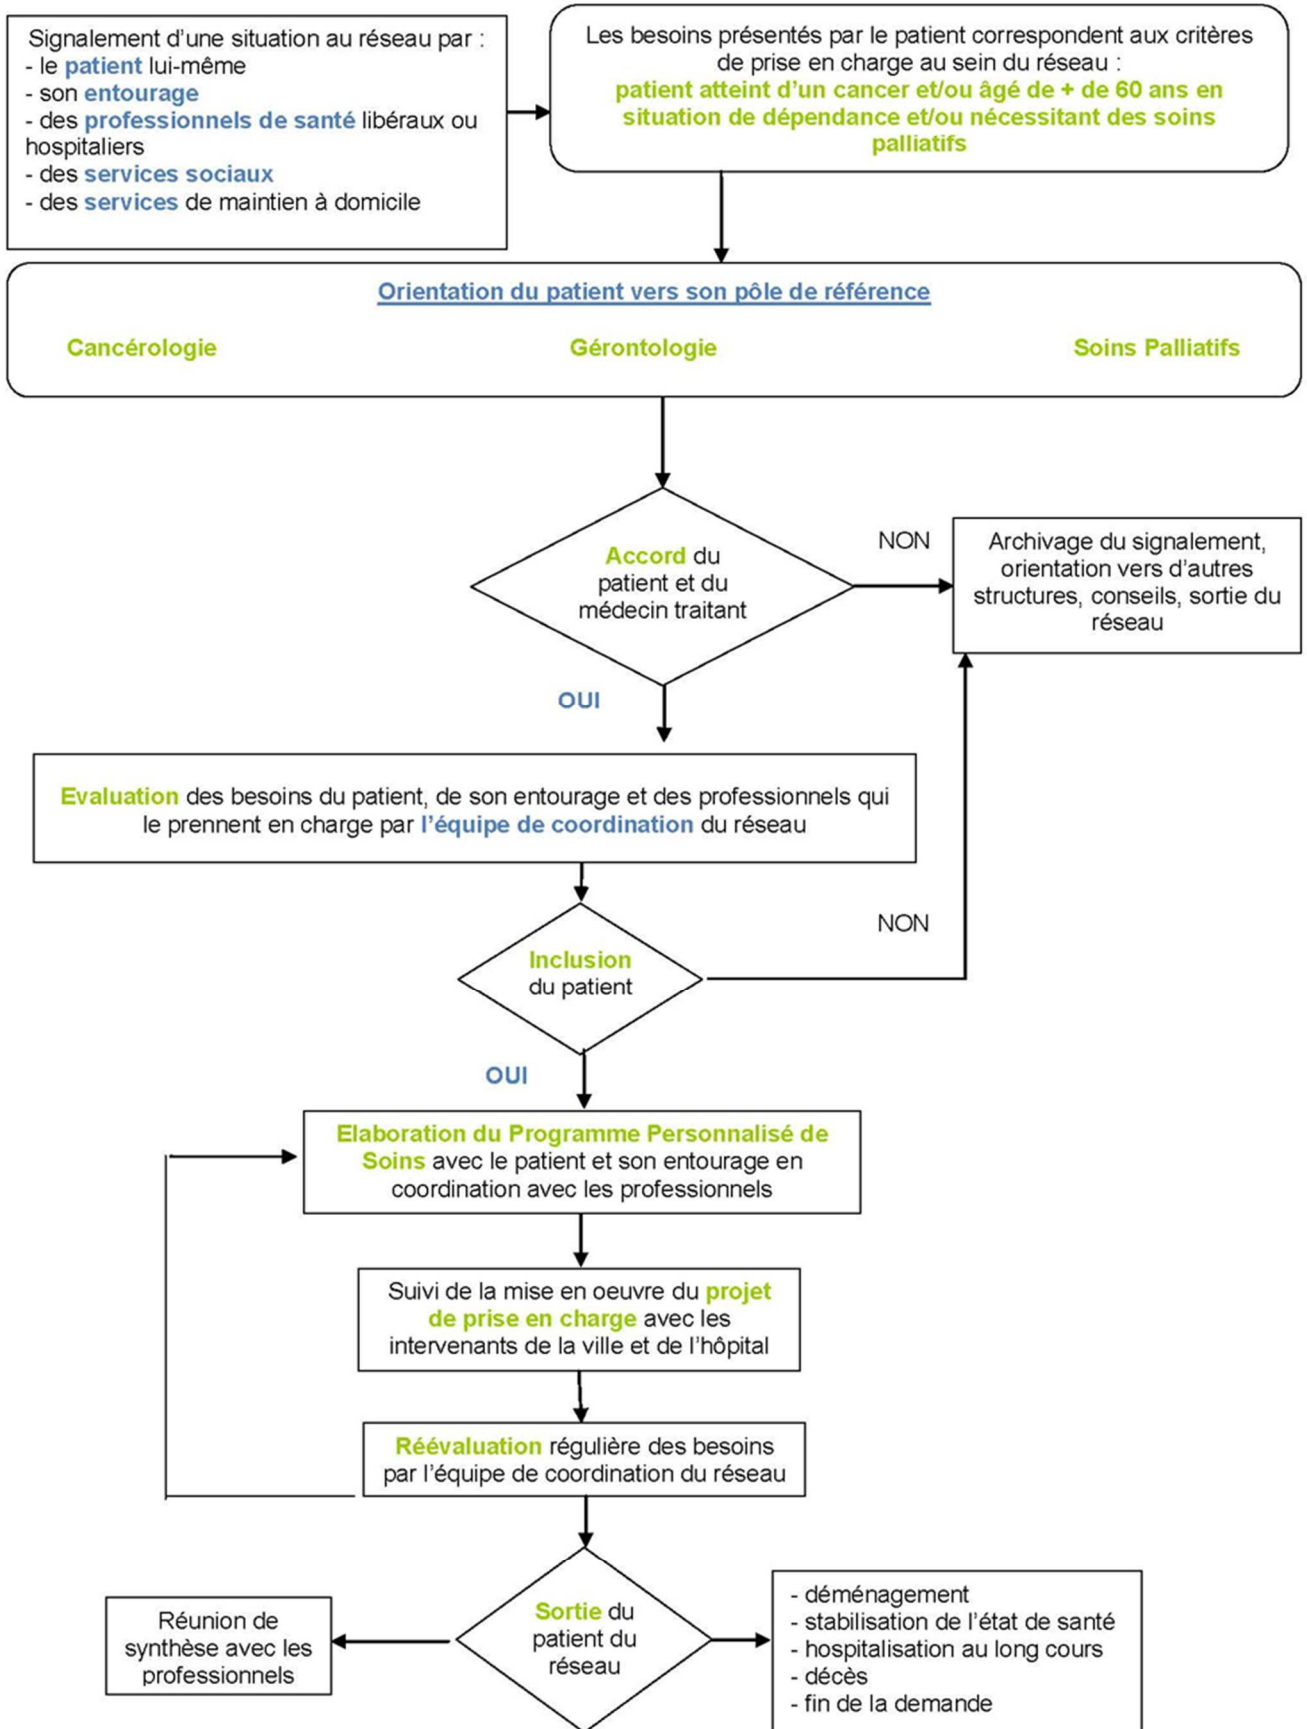 Signalement d'une situation au réseau par :
- le patient lui-même
- son entourage
- des professionnels de santé libéraux ou
hospitaliers
- des services sociaux
- des services de maintien à domicile
Les besoins présentés par le patient correspondent aux critères
de prise en charge au sein du réseau :
patient atteint d'un cancer et/ou âgé de + de 60 ans en
situation de dépendance et/ou nécessitant des soins
palliatifs
Orientation du patient vers son pôle de référence
Cancérologie
Gérontologie
Soins Palliatifs
Accord du
patient et du
médecin traitant
NON
Archivage du signalement,
orientation vers d'autres
structures, conseils, sortie du
réseau
OUI
Evaluation des besoins du patient, de son entourage et des professionnels qui
le prennent en charge par l'équipe de coordination du réseau
Inclusion
du patient
NON
OUI
Elaboration du Programme Personnalisé de
Soins avec le patient et son entourage en
coordination avec les professionnels
Suivi de la mise en oeuvre du projet
de prise en charge avec les
intervenants de la ville et de l'hôpital
Réévaluation régulière des besoins
par l'équipe de coordination du réseau
Sortie du
patient du
réseau
Réunion de
synthèse avec les
professionnels
- déménagement
- stabilisation de l'état de santé
- hospitalisation au long cours
- décès
- fin de la demande